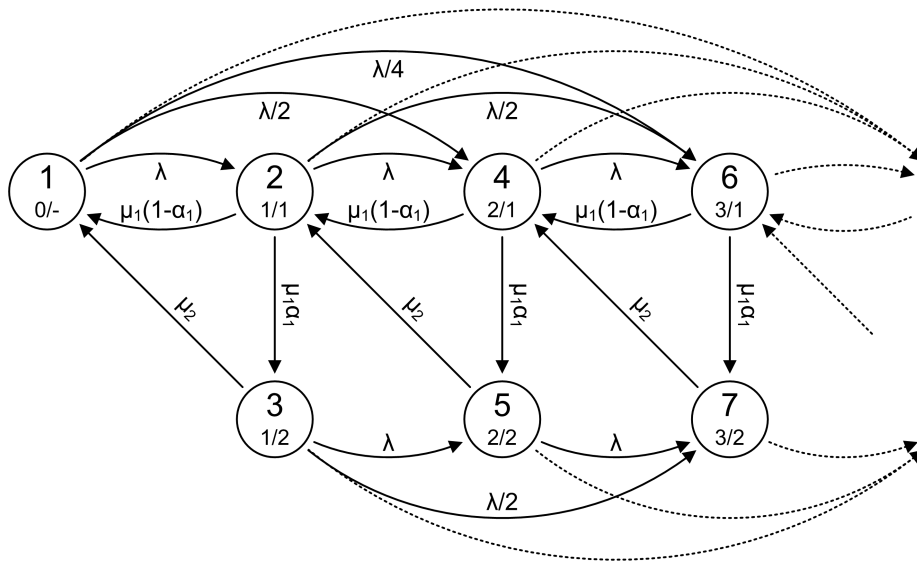 λ/4
λ/2
λ/2
1
0/-
λ
2
1/1
λ
4
2/1
λ
6
3/1
μ₁(1-α₁)
μ₁(1-α₁)
μ₁(1-α₁)
μ₂
μ₁α₁
μ₂
μ₁α₁
μ₂
μ₁α₁
3
1/2
λ
5
2/2
λ
7
3/2
λ/2